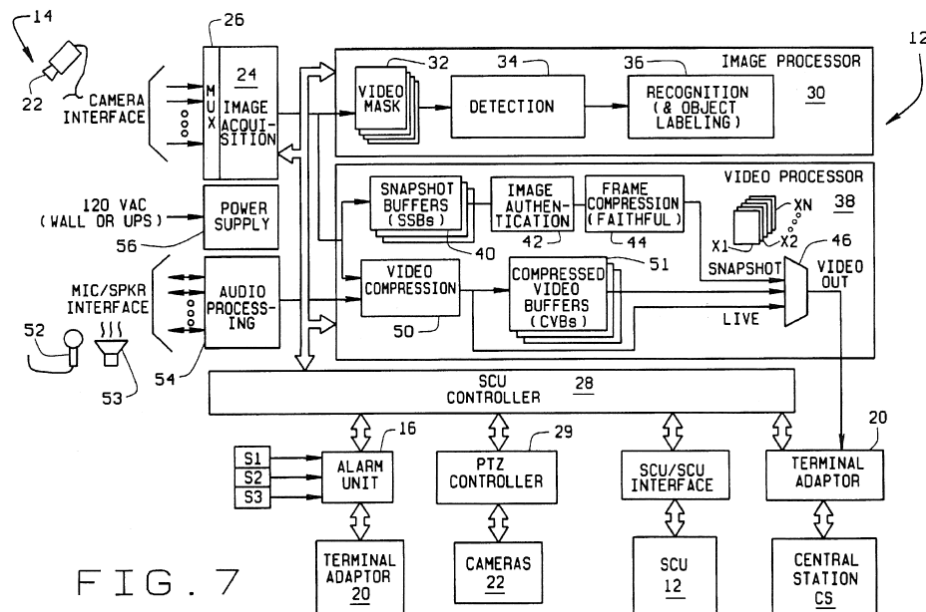 14
22
CAMERA INTERFACE
26
MUX
24
IMAGE
ACQUI-
SITION
120 VAC
(WALL OR UPS)
POWER
SUPPLY
56
MIC/SPKR
INTERFACE
AUDIO
PROCESS-
ING
52
53
54
12
IMAGE PROCESSOR
30
32
VIDEO
MASK
34
DETECTION
36
RECOGNITION
(& OBJECT
LABELING)
VIDEO PROCESSOR
38
SNAPSHOT
BUFFERS
(SSBs)
40
IMAGE
AUTHEN-
TICATION
42
FRAME
COMPRESSION
(FAITHFUL)
44
XN
X1
X2
46
VIDEO
COMPRESSION
50
51
COMPRESSED
VIDEO
BUFFERS
(CVBs)
SNAPSHOT
LIVE
VIDEO
OUT
SCU
CONTROLLER
28
S1
S2
S3
16
ALARM
UNIT
29
PTZ
CONTROLLER
SCU/SCU
INTERFACE
20
TERMINAL
ADAPTOR
TERMINAL
ADAPTOR
20
CAMERAS
22
SCU
12
CENTRAL
STATION
CS
FIG. 7